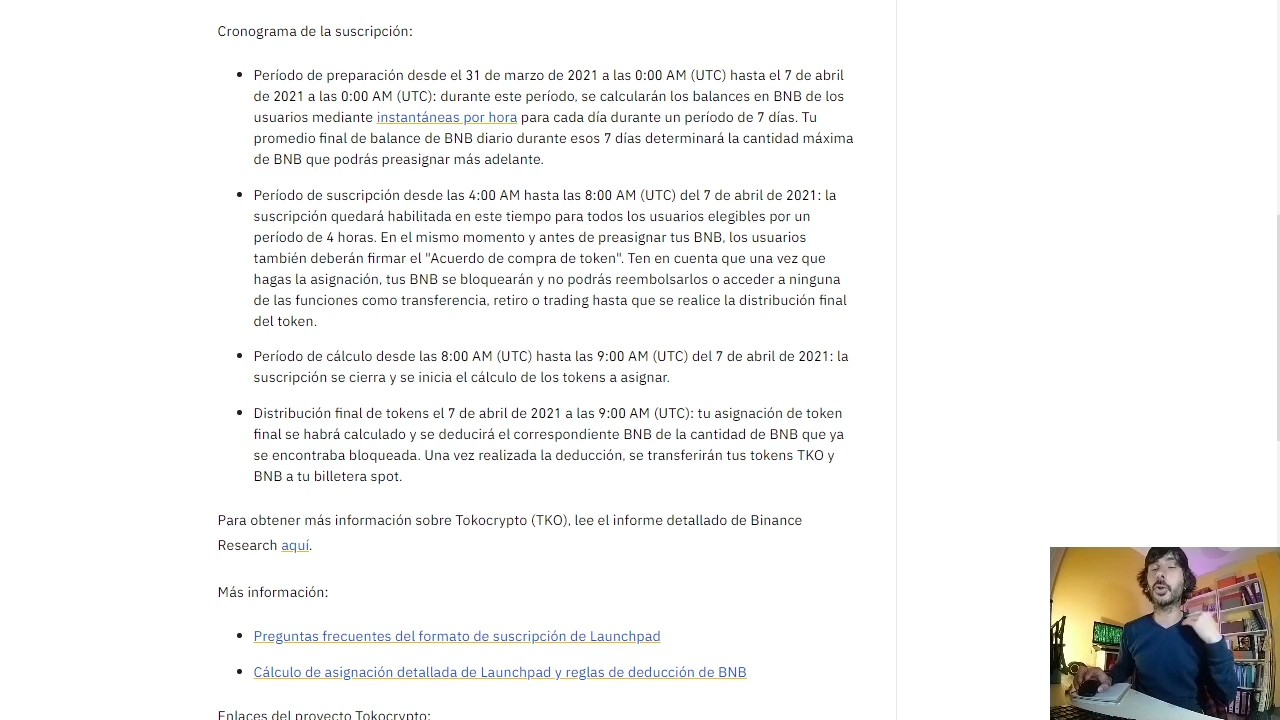 Cronograma de la suscripción:
Período de preparación desde el 31 de marzo de 2021 a las 0:00 AM (UTC) hasta el 7 de abril
de 2021 a las 0:00 AM (UTC): durante este período, se calcularán los balances en BNB de los
usuarios mediante instantáneas por hora para cada día durante un período de 7 días. Tu
promedio final de balance de BNB diario durante esos 7 días determinará la cantidad máxima
de BNB que podrás preasignar más adelante.
Período de suscripción desde las 4:00 AM hasta las 8:00 AM (UTC) del 7 de abril de 2021: la
suscripción quedará habilitada en este tiempo para todos los usuarios elegibles por un
período de 4 horas. En el mismo momento y antes de preasignar tus BNB, los usuarios
también deberán firmar el "Acuerdo de compra de token". Ten en cuenta que una vez que
hagas la asignación, tus BNB se bloquearán y no podrás reembolsarlos o acceder a ninguna
de las funciones como transferencia, retiro o trading hasta que se realice la distribución final
del token.
Período de cálculo desde las 8:00 AM (UTC) hasta las 9:00 AM (UTC) del 7 de abril de 2021: la
suscripción se cierra y se inicia el cálculo de los tokens a asignar.
Distribución final de tokens el 7 de abril de 2021 a las 9:00 AM (UTC): tu asignación de token
final se habrá calculado y se deducirá el correspondiente BNB de la cantidad de BNB que ya
se encontraba bloqueada. Una vez realizada la deducción, se transferirán tus tokens TKO y
BNB a tu billetera spot.
Para obtener más información sobre Tokocrypto (TKO), lee el informe detallado de Binance
Research aquí.
Más información:
Preguntas frecuentes del formato de suscripción de Launchpad
Cálculo de asignación detallada de Launchpad y reglas de deducción de BNB
Enlaces del proyecto Tokocrypto: